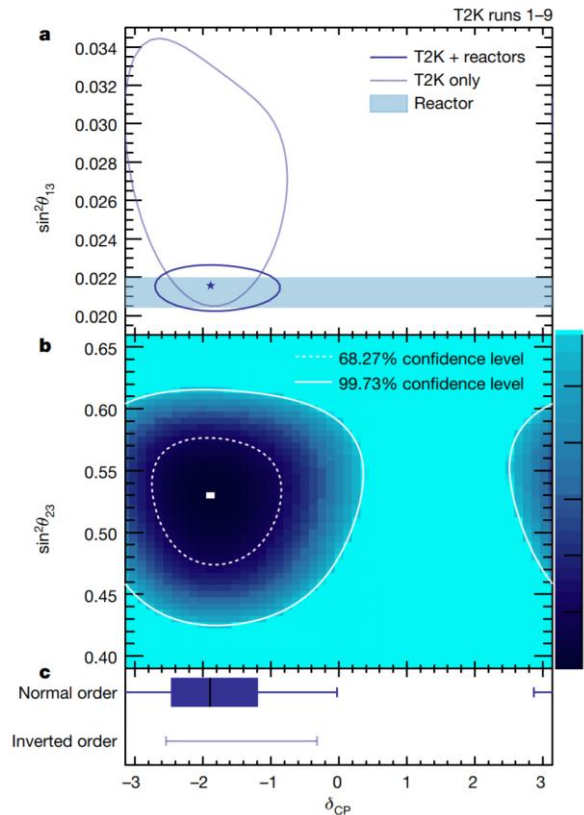 T2K runs 1–9
a
0.034
0.032
0.030
0.028
0.026
0.024
0.022
0.020
sin²θ₁₃
T2K + reactors
T2K only
Reactor
b
0.65
0.60
0.55
0.50
0.45
0.40
sin²θ₂₃
68.27% confidence level
99.73% confidence level
c
Normal order
Inverted order
−3 −2 −1 0 1 2 3
δCP